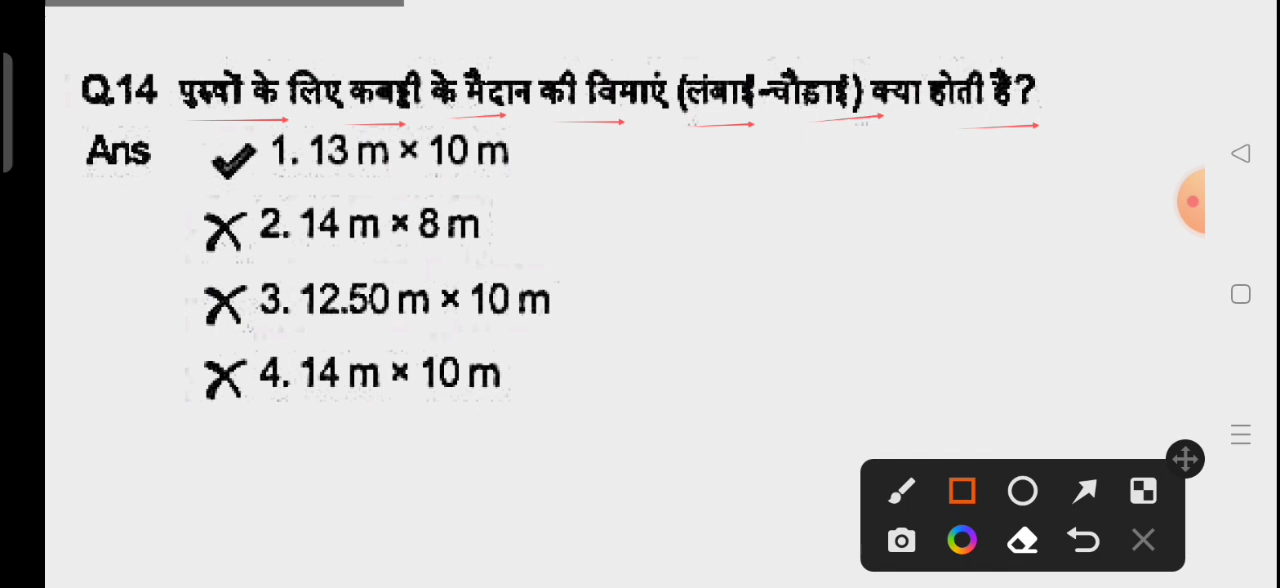 Q.14 पुरुषों के लिए कबड्डी के मैदान की विमाएं (लंबाई-चौड़ाई) क्या होती हैं?
Ans 1. 13 m × 10 m
2. 14 m × 8 m
3. 12.50 m × 10 m
4. 14 m × 10 m